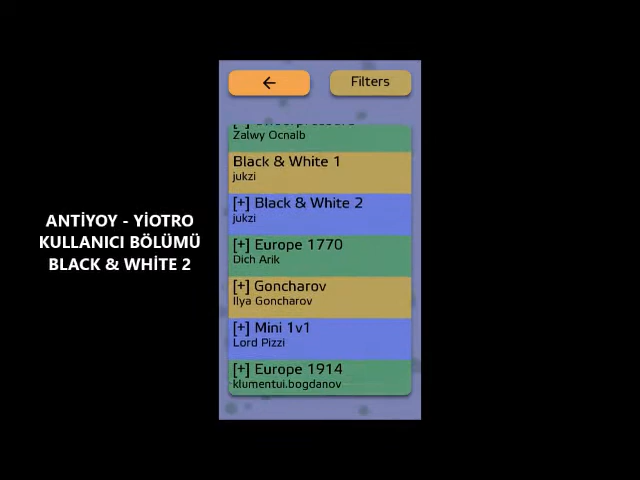 ←
Filters
Zalwy Ocnalb
Black & White 1
jukzi
[+] Black & White 2
jukzi
[+] Europe 1770
Dich Arik
[+] Goncharov
Ilya Goncharov
[+] Mini 1v1
Lord Pizzi
[+] Europe 1914
klumentui.bogdanov
ANTİYOY - YİOTRO
KULLANICI BÖLÜMÜ
BLACK & WHİTE 2